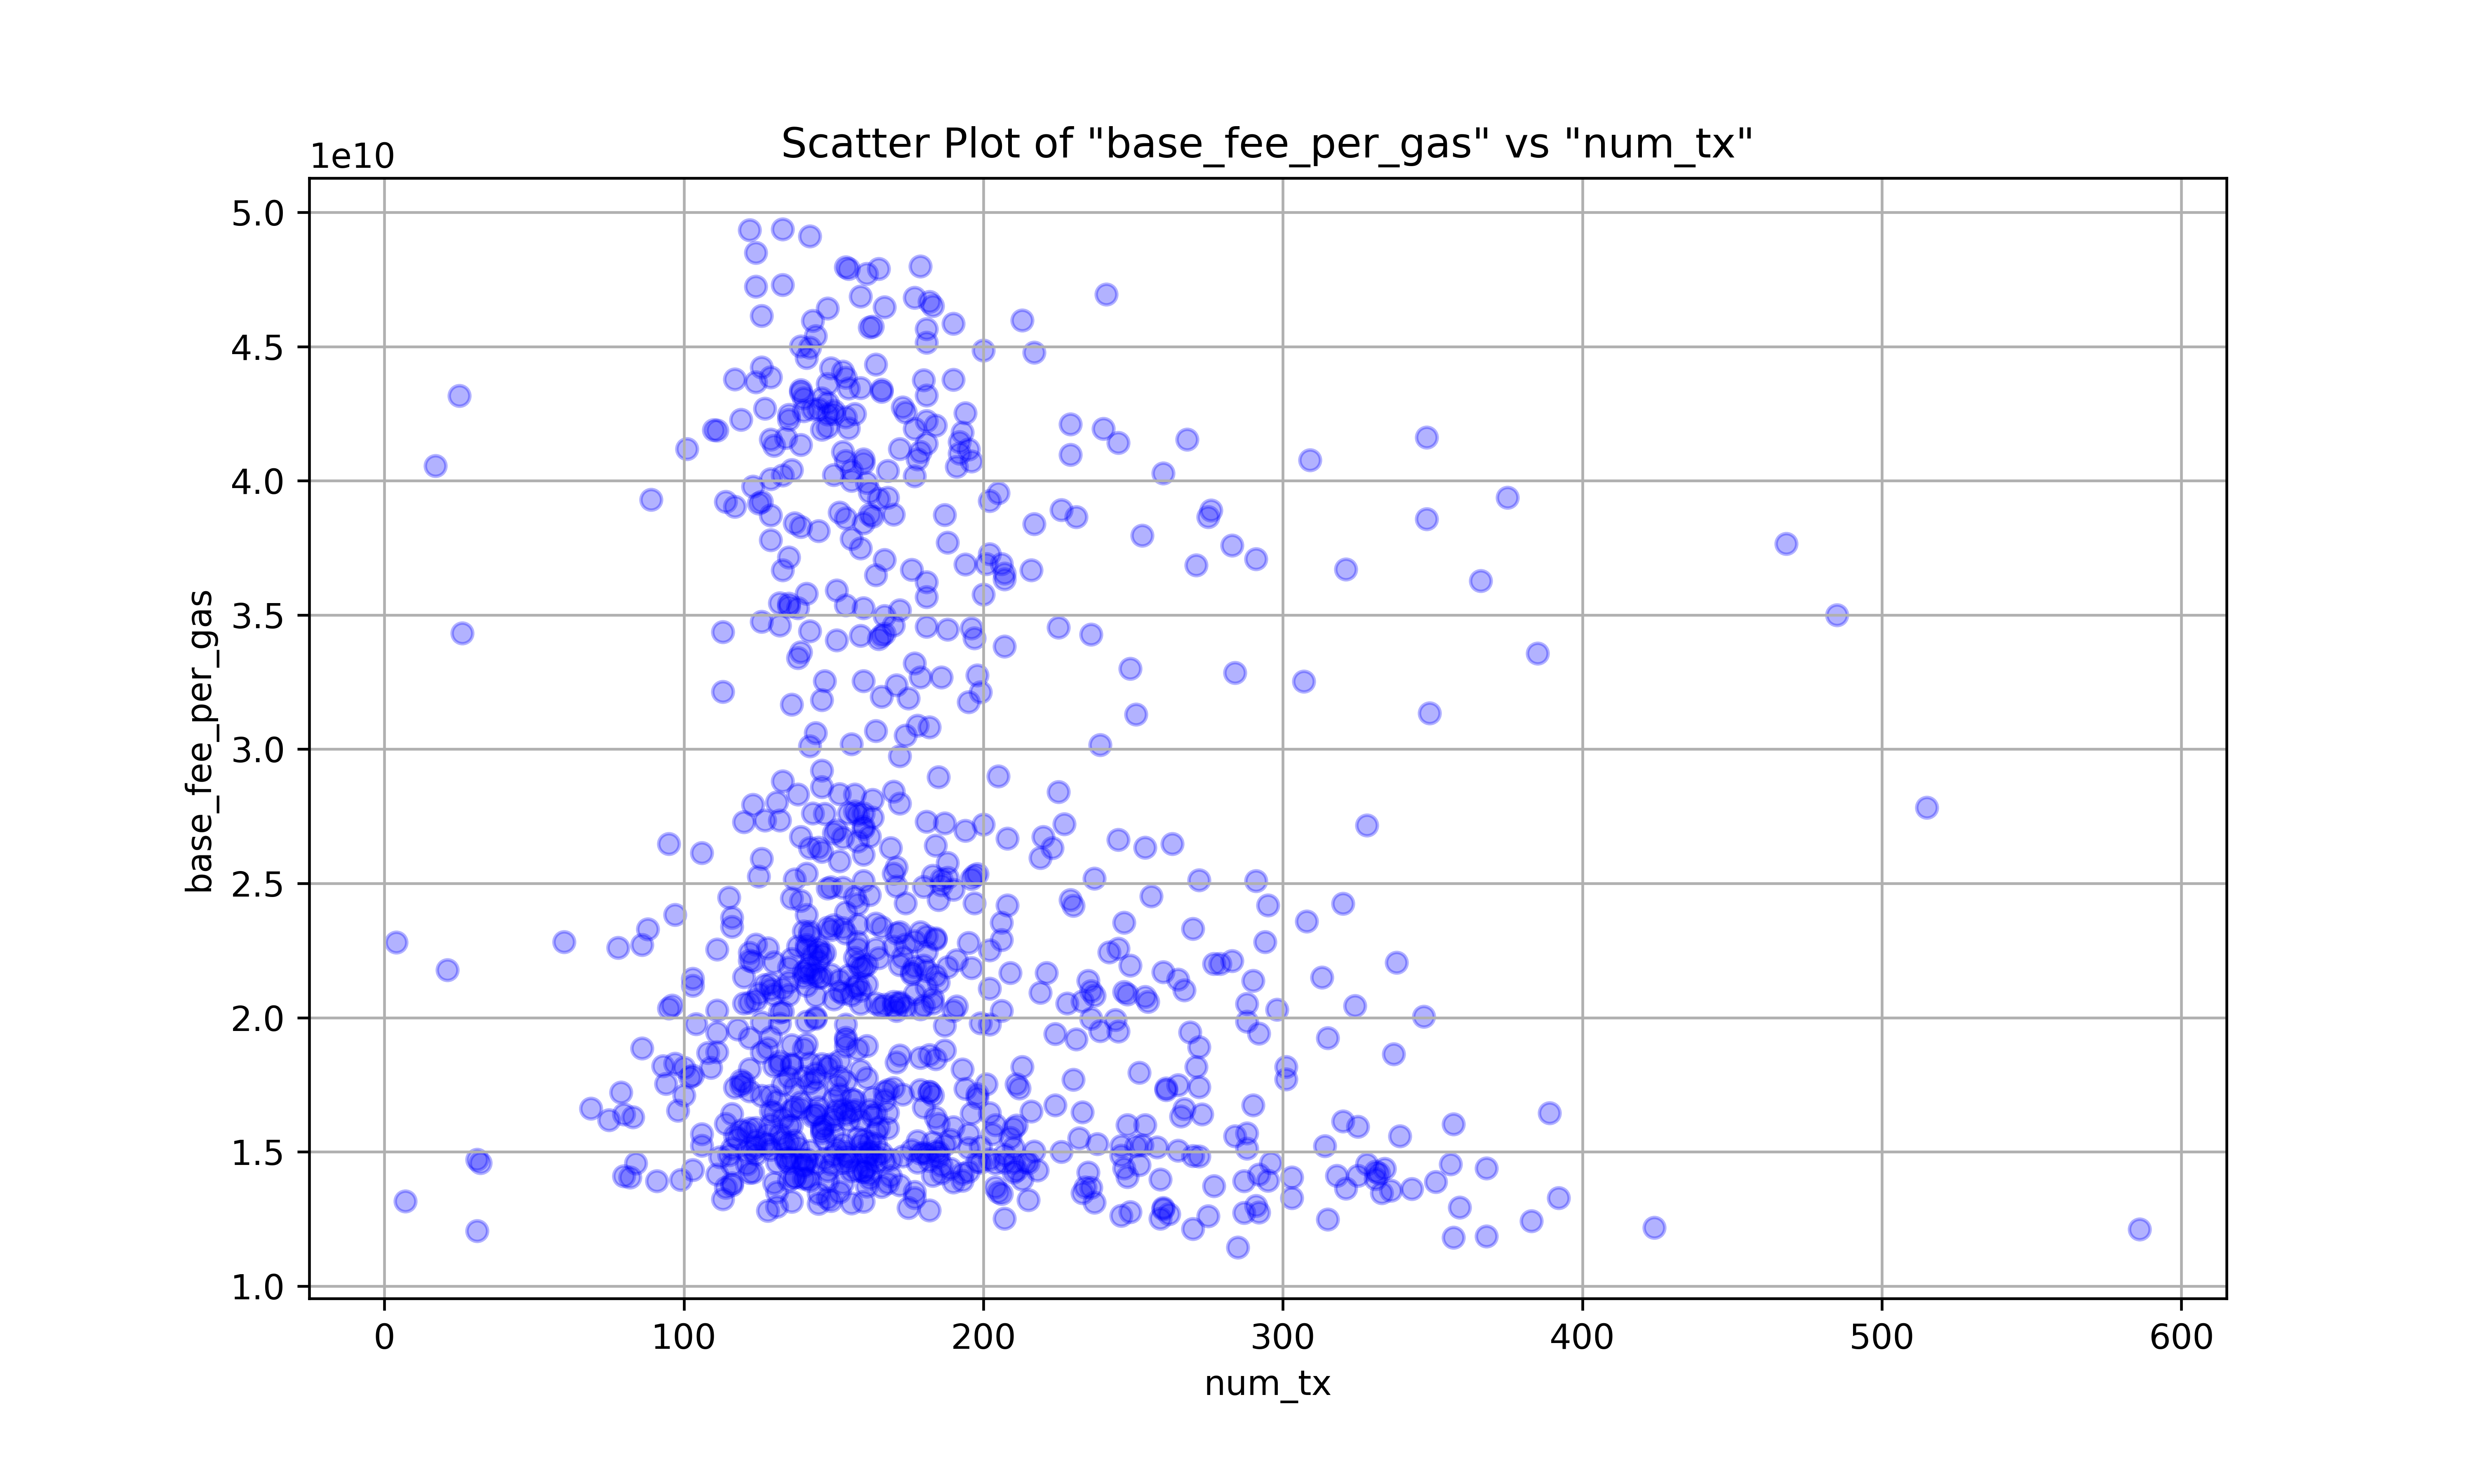 Scatter Plot of "base_fee_per_gas" vs "num_tx"
1e10
5.0
4.5
4.0
3.5
3.0
2.5
2.0
1.5
1.0
base_fee_per_gas
0 100 200 300 400 500 600
num_tx